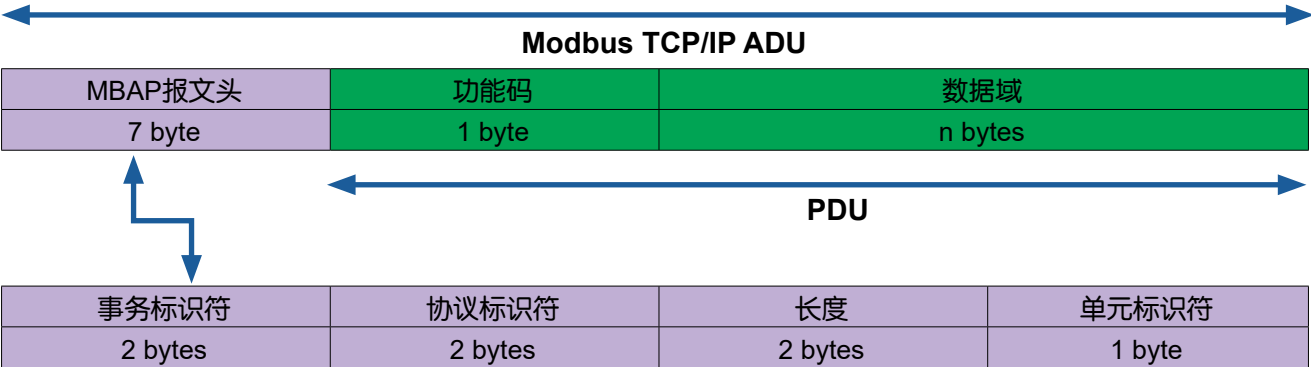 Modbus TCP/IP ADU
MBAP报文头 功能码 数据域
7 byte 1 byte n bytes
PDU
事务标识符 协议标识符 长度 单元标识符
2 bytes 2 bytes 2 bytes 1 byte